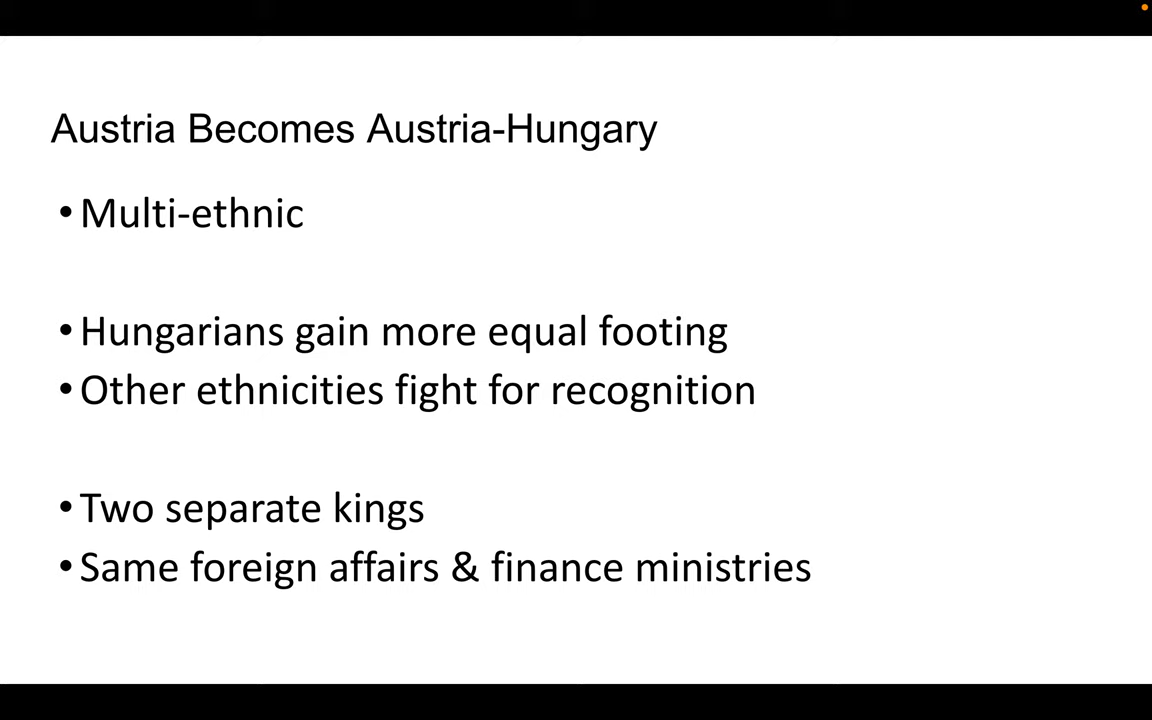 Austria Becomes Austria-Hungary
•Multi-ethnic
•Hungarians gain more equal footing
•Other ethnicities fight for recognition
•Two separate kings
•Same foreign affairs & finance ministries